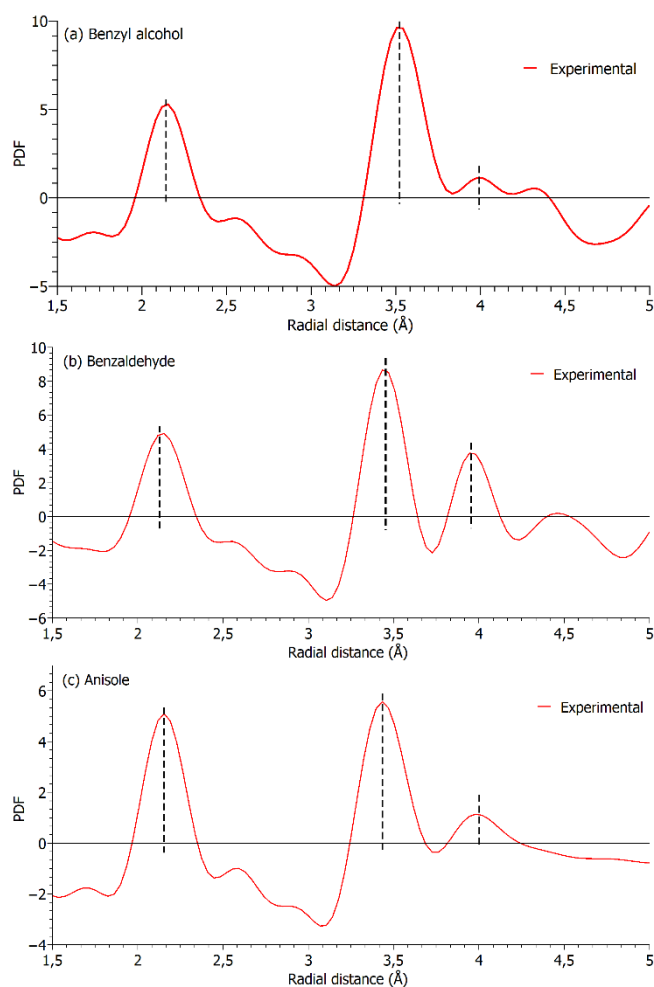 (a) Benzyl alcohol
Experimental
PDF
10
5
0
−5
1,5 2 2,5 3 3,5 4 4,5 5
Radial distance (Å)
(b) Benzaldehyde
Experimental
PDF
10
8
6
4
2
0
−2
−4
−6
1,5 2 2,5 3 3,5 4 4,5 5
Radial distance (Å)
(c) Anisole
Experimental
PDF
6
4
2
0
−2
−4
1,5 2 2,5 3 3,5 4 4,5 5
Radial distance (Å)